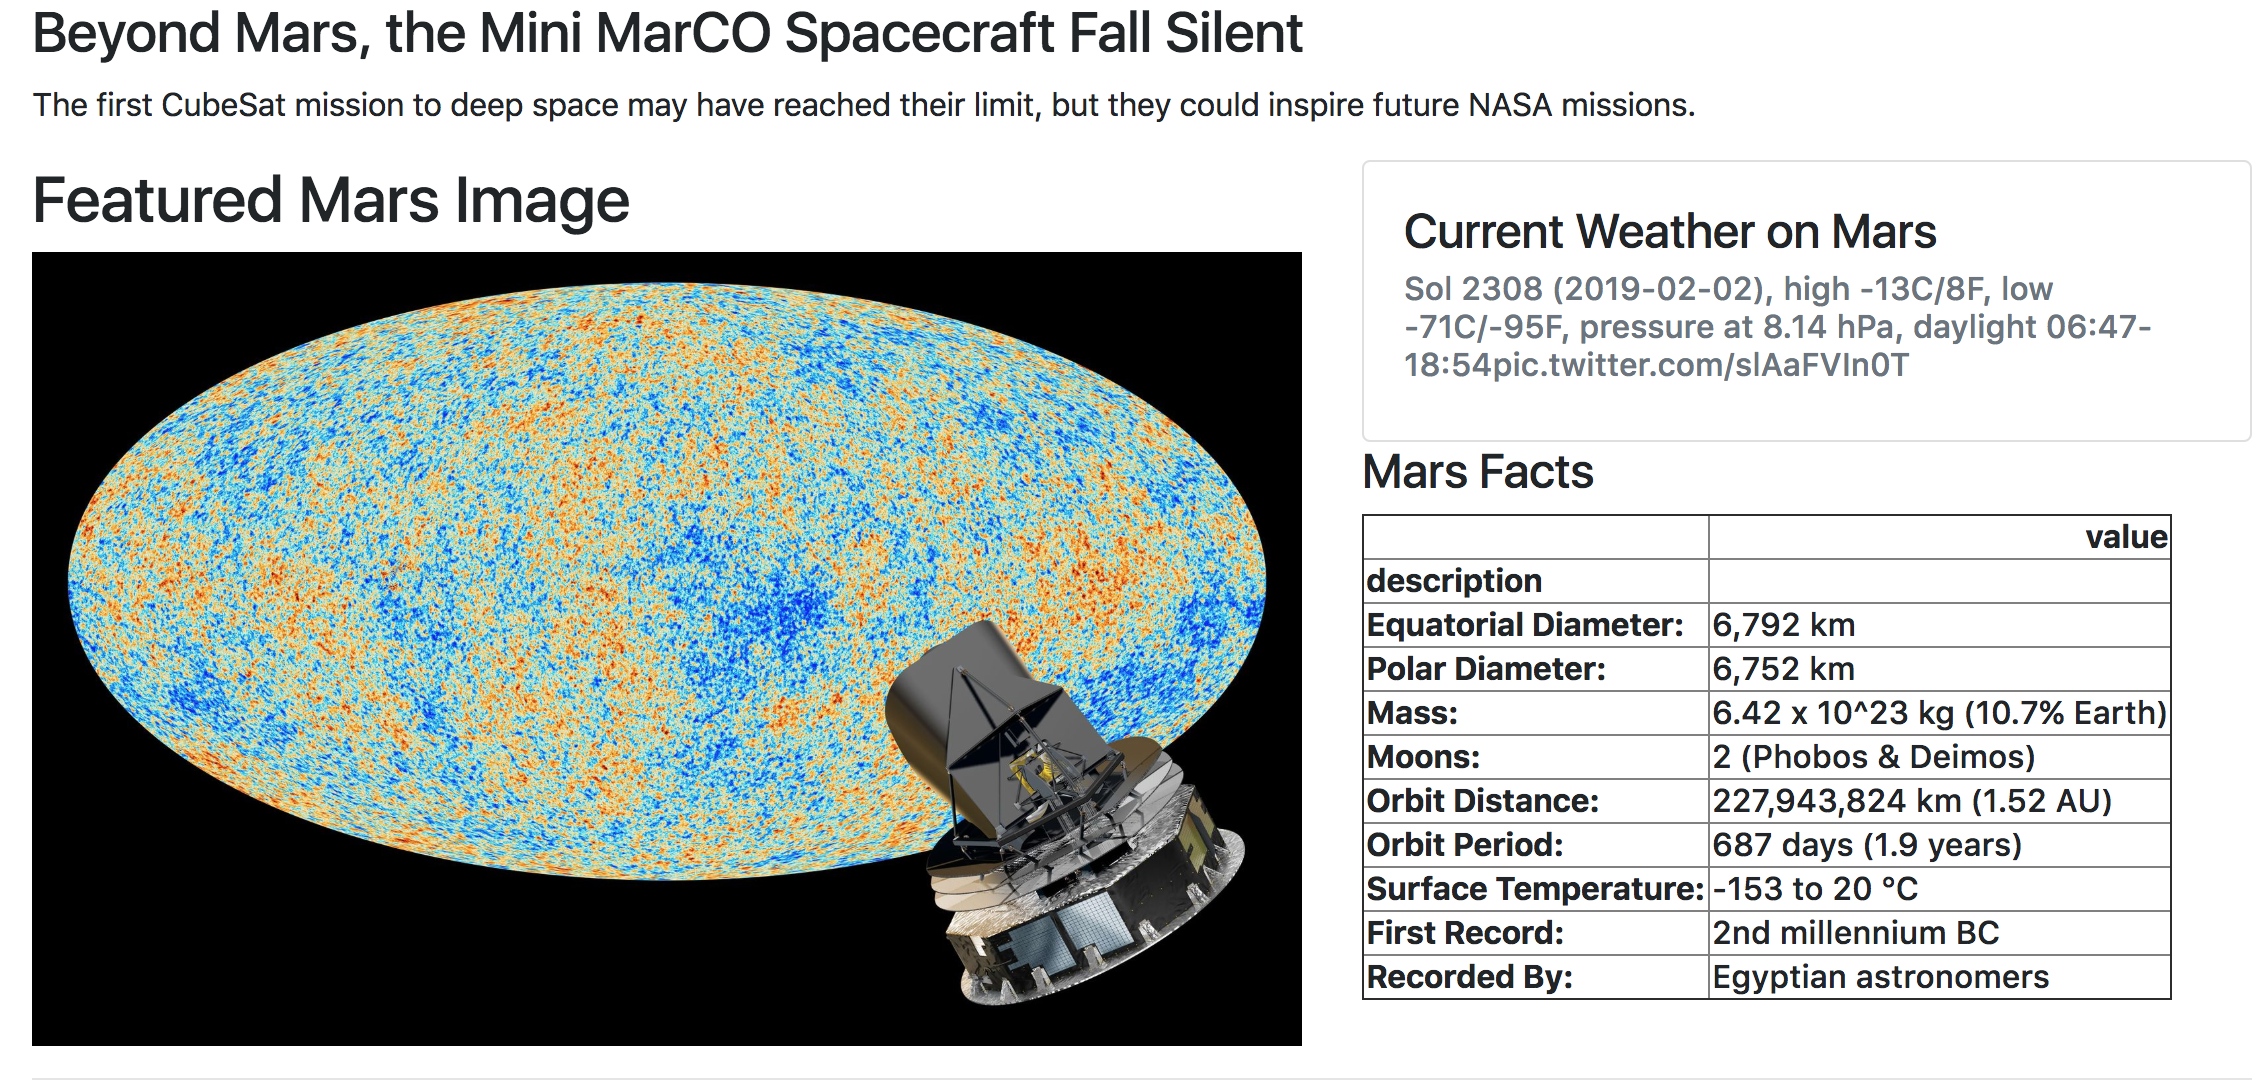 Beyond Mars, the Mini MarCO Spacecraft Fall Silent
The first CubeSat mission to deep space may have reached their limit, but they could inspire future NASA missions.
Featured Mars Image
Current Weather on Mars
Sol 2308 (2019-02-02), high -13C/8F, low
-71C/-95F, pressure at 8.14 hPa, daylight 06:47-
18:54pic.twitter.com/slAaFVIn0T
Mars Facts
value
description
Equatorial Diameter: 6,792 km
Polar Diameter: 6,752 km
Mass: 6.42 x 10^23 kg (10.7% Earth)
Moons: 2 (Phobos & Deimos)
Orbit Distance: 227,943,824 km (1.52 AU)
Orbit Period: 687 days (1.9 years)
Surface Temperature: -153 to 20 °C
First Record: 2nd millennium BC
Recorded By: Egyptian astronomers